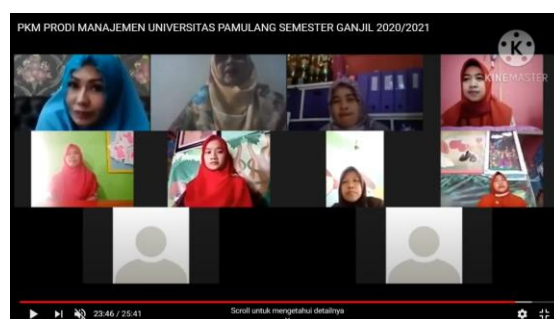 PKM PRODI MANAJEMEN UNIVERSITAS PAMULANG SEMESTER GANJIL 2020/2021
K
KINEMASTER
23:46 / 25:41
Scroll untuk mengetahui detailnya